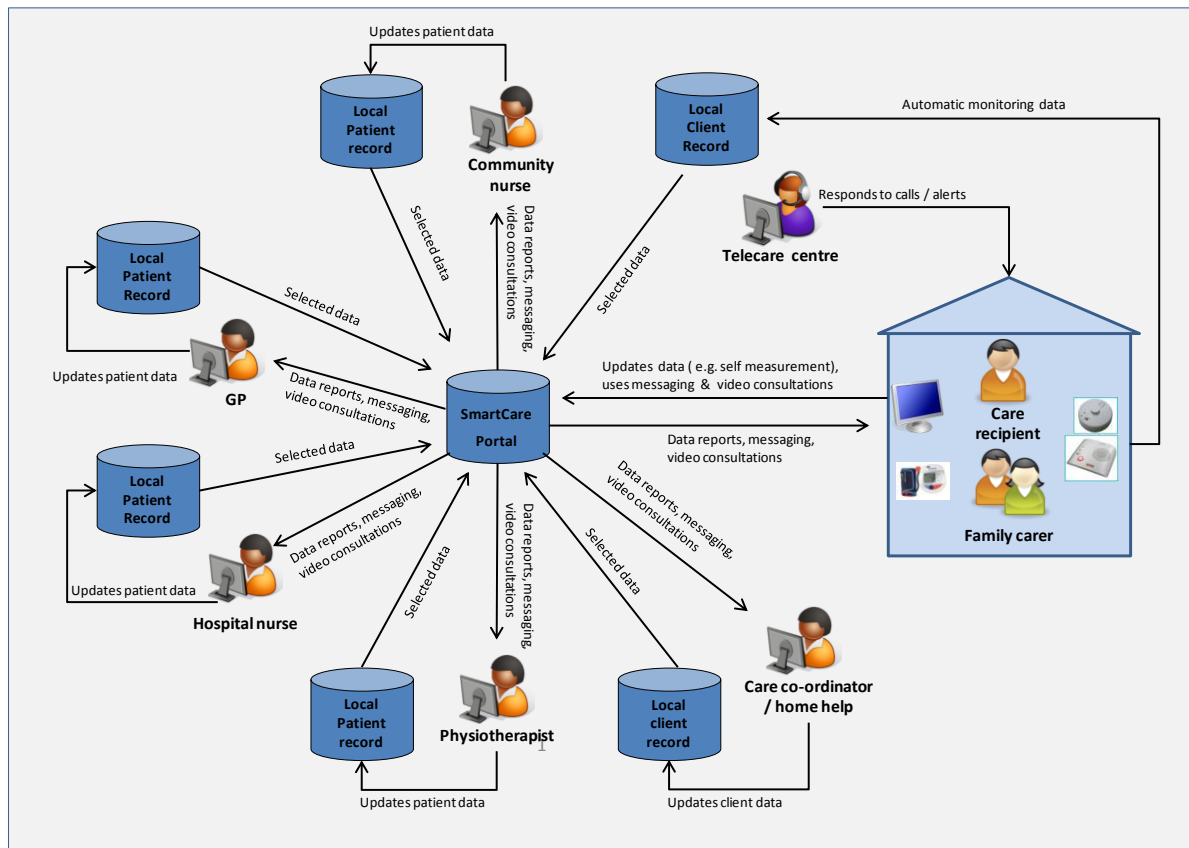 Updates patient data
Local
Patient
record
Community
nurse
Local
Client
Record
Automatic monitoring data
Telecare centre
Responds to calls / alerts
Selected data
Data reports, messaging,
video consultations
Selected data
Local
Patient
Record
Selected data
Updates patient data
GP
Data reports, messaging,
video consultations
SmartCare
Portal
Updates data ( e.g. self measurement),
uses messaging & video consultations
Data reports, messaging,
video consultations
Care
recipient
Family carer
Local
Patient
Record
Selected data
Updates patient data
Hospital nurse
Data reports, messaging,
video consultations
Selected data
Data reports, messaging,
video consultations
Selected data
Data reports, messaging,
video consultations
Local
Patient
record
Physiotherapist
Updates patient data
Local
client
record
Care co-ordinator
/ home help
Updates client data